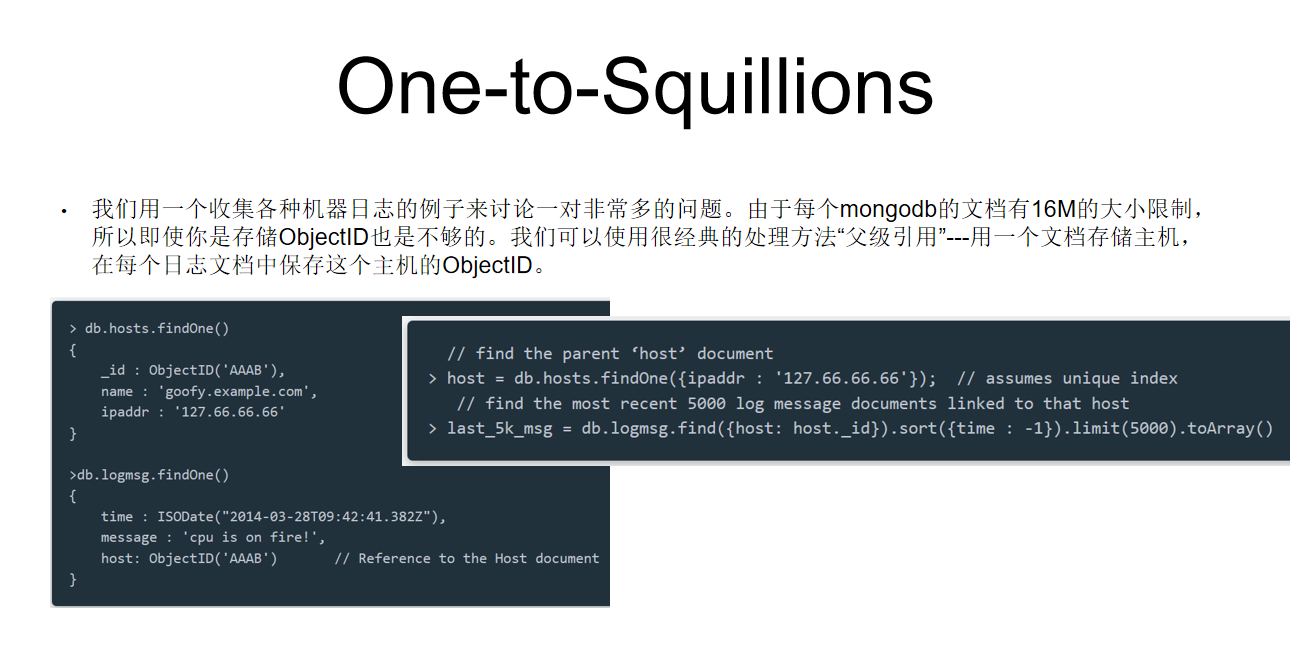 One-to-Squillions
• 我们用一个收集各种机器日志的例子来讨论一对非常多的问题。由于每个mongodb的文档有16M的大小限制，
所以即使你是存储ObjectID也是不够的。我们可以使用很经典的处理方法“父级引用”---用一个文档存储主机，
在每个日志文档中保存这个主机的ObjectID。
> db.hosts.findOne()
{
_id : ObjectID('AAAB'),
name : 'goofy.example.com',
ipaddr : '127.66.66.66'
}
>db.logmsg.findOne()
{
time : ISODate("2014-03-28T09:42:41.382Z"),
message : 'cpu is on fire!',
host: ObjectID('AAAB') // Reference to the Host document
}
// find the parent ‘host’ document
> host = db.hosts.findOne({ipaddr : '127.66.66.66'}); // assumes unique index
// find the most recent 5000 log message documents linked to that host
> last_5k_msg = db.logmsg.find({host: host._id}).sort({time : -1}).limit(5000).toArray()